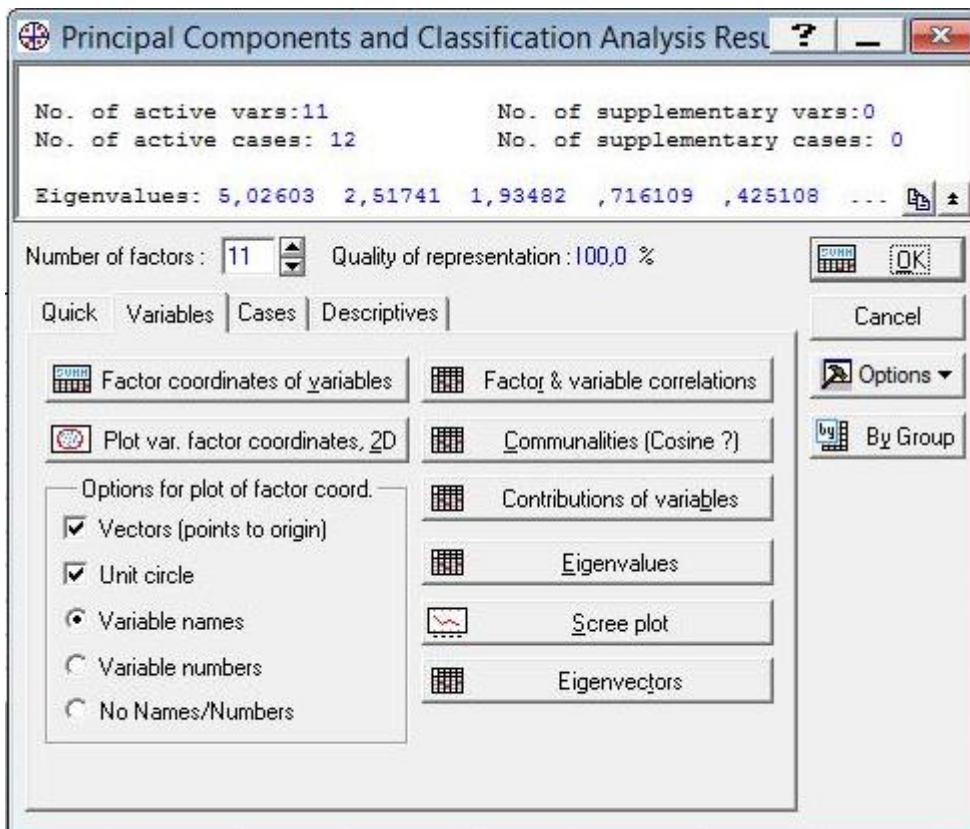 Principal Components and Classification Analysis Resu
No. of active vars:11 No. of supplementary vars:0
No. of active cases: 12 No. of supplementary cases: 0
Eigenvalues: 5,02603 2,51741 1,93482 ,716109 ,425108 ...
Number of factors : 11 Quality of representation :100,0 % OK
Quick Variables Cases Descriptives Cancel
Factor coordinates of variables Factor & variable correlations Options
Plot var. factor coordinates, 2D Communalities (Cosine ?) By Group
Options for plot of factor coord. Contributions of variables
Vectors (points to origin)
Unit circle Eigenvalues
Variable names Scree plot
Variable numbers Eigenvectors
No Names/Numbers